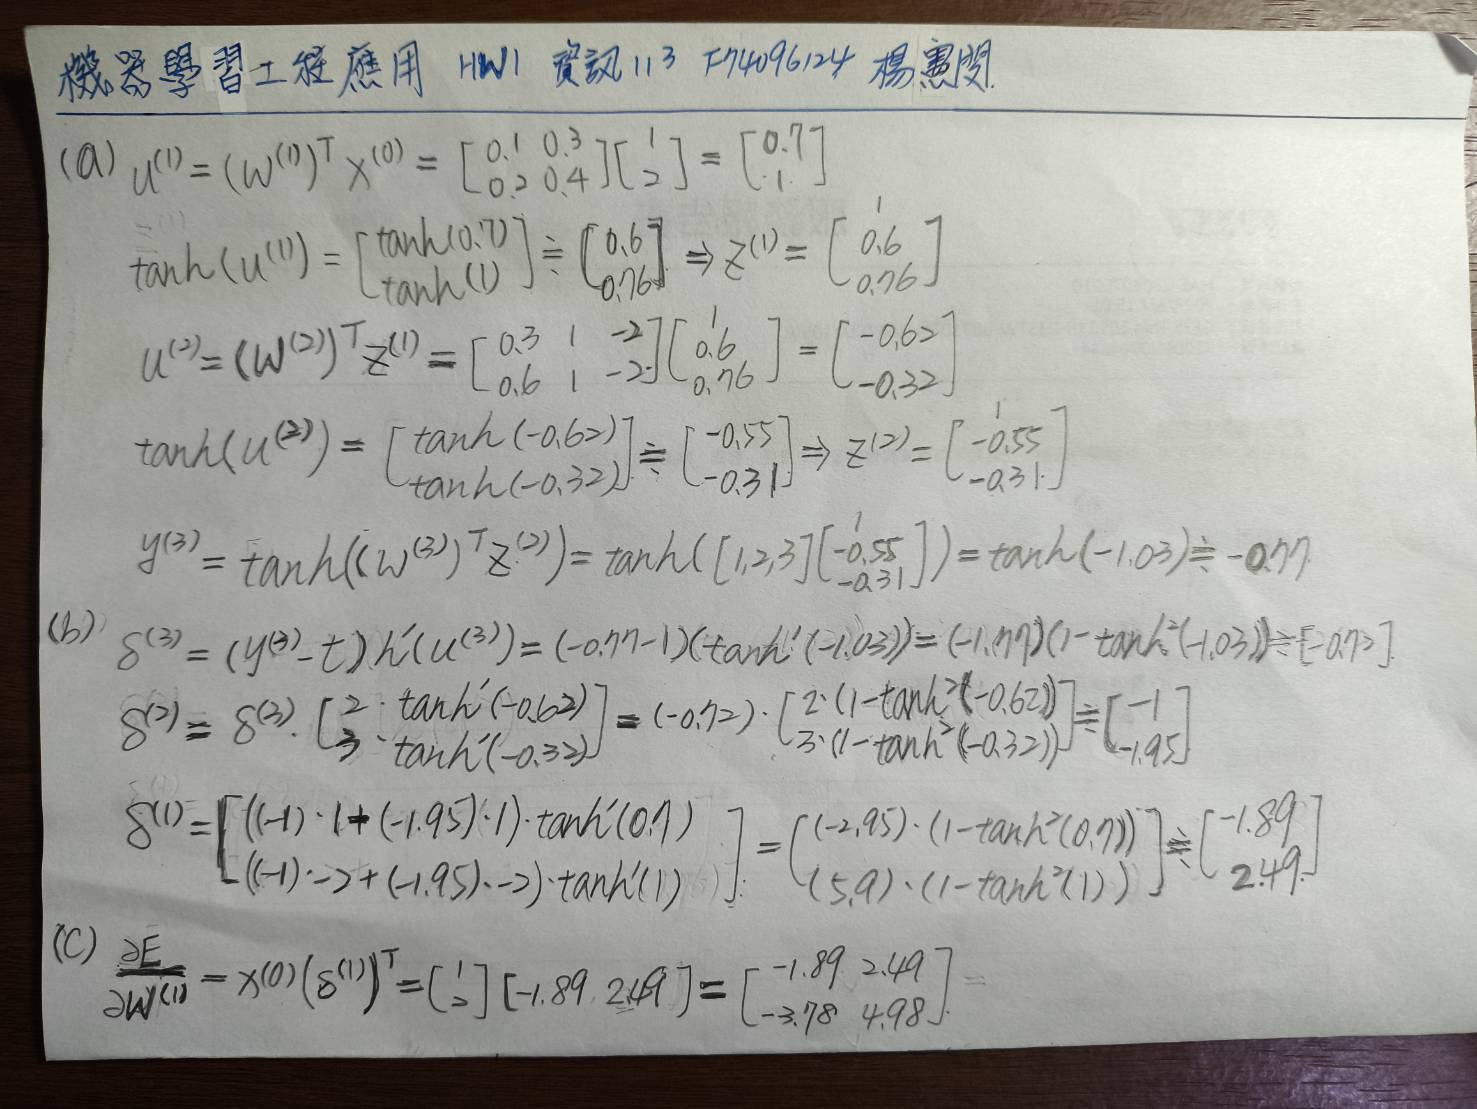 機器學習工程應用 HW1 資訊113 F74096124 楊憲閔
(a) u⁽¹⁾ = (W⁽¹⁾)ᵀ x⁽⁰⁾ = [0.1 0.3; 0.2 0.4][1; 2] = [0.7; 1]
tanh(u⁽¹⁾) = [tanh(0.7); tanh(1)] ≒ [0.6; 0.76] ⇒ z⁽¹⁾ = [1; 0.6; 0.76]
u⁽²⁾ = (W⁽²⁾)ᵀ z⁽¹⁾ = [0.3 1 -2; 0.6 1 -2][1; 0.6; 0.76] = [-0.62; -0.32]
tanh(u⁽²⁾) = [tanh(-0.62); tanh(-0.32)] ≒ [-0.55; -0.31] ⇒ z⁽²⁾ = [1; -0.55; -0.31]
y⁽³⁾ = tanh((W⁽³⁾)ᵀ z⁽²⁾) = tanh([1,2,3][1; -0.55; -0.31]) = tanh(-1.03) ≒ -0.77
(b) δ⁽³⁾ = (y⁽³⁾-t) h′(u⁽³⁾) = (-0.77-1)(tanh′(-1.03)) = (-1.77)(1-tanh²(-1.03)) ≒ [-0.72]
δ⁽²⁾ = δ⁽³⁾·[2·tanh′(-0.62); 3·tanh′(-0.32)] = (-0.72)·[2·(1-tanh²(-0.62)); 3·(1-tanh²(-0.32))] ≒ [-1; -1.95]
δ⁽¹⁾ = [((-1)·1+(-1.95)·1)·tanh′(0.7); ((-1)·-2+(-1.95)·-2)·tanh′(1)] = [(-2.95)·(1-tanh²(0.7)); (5.9)·(1-tanh²(1))] ≒ [-1.89; 2.49]
(c) ∂E/∂W⁽¹⁾ = x⁽⁰⁾(δ⁽¹⁾)ᵀ = [1; 2][-1.89 2.49] = [-1.89 2.49; -3.78 4.98]